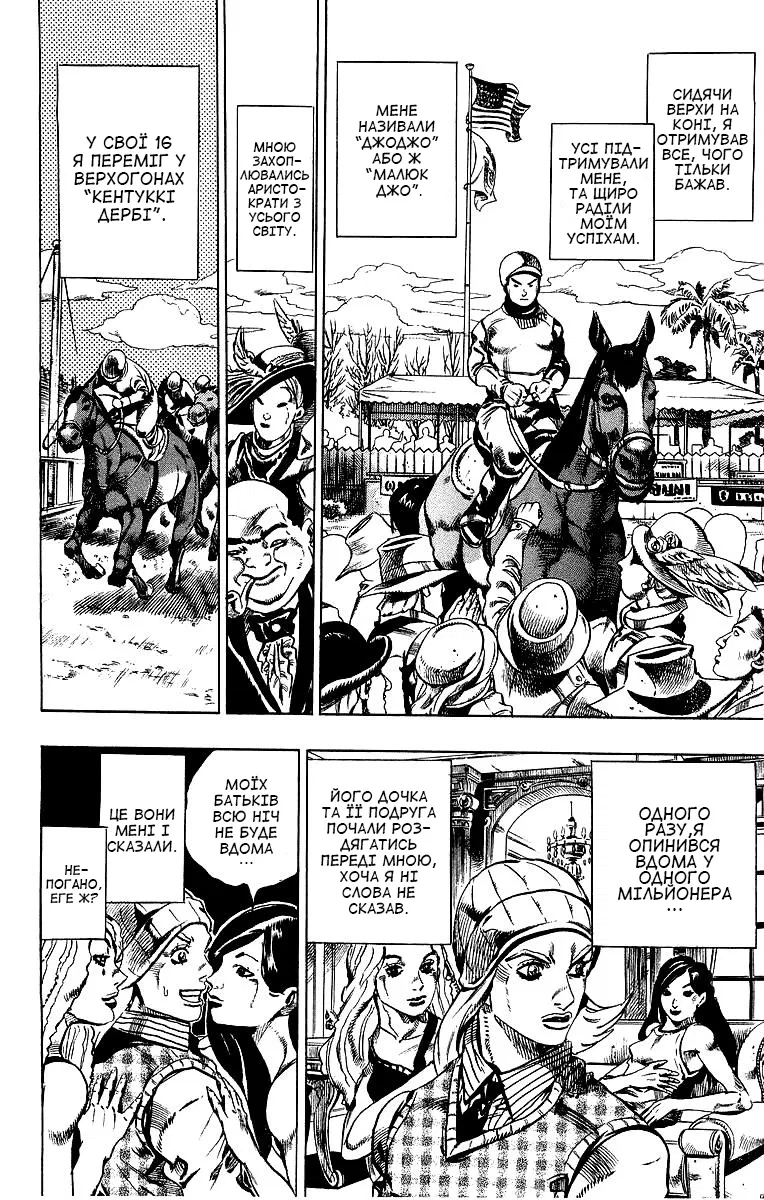 СИДЯЧИ
ВЕРХИ НА
КОНІ, Я
ОТРИМУВАВ
ВСЕ, ЧОГО
ТІЛЬКИ
БАЖАВ.
УСІ ПІД-
ТРИМУВАЛИ
МЕНЕ,
ТА ЩИРО
РАДІЛИ
МОЇМ
УСПІХАМ.
МЕНЕ
НАЗИВАЛИ
"ДЖОДЖО"
АБО Ж
"МАЛЮК
ДЖО".
МНОЮ
ЗАХОП-
ЛЮВАЛИСЬ
АРИСТО-
КРАТИ З
УСЬОГО
СВІТУ.
У СВОЇ 16
Я ПЕРЕМІГ У
ВЕРХОГОНАХ
"КЕНТУККІ
ДЕРБІ".
ОДНОГО
РАЗУ,Я
ОПИНИВСЯ
ВДОМА У
ОДНОГО
МІЛЬЙОНЕРА
...
ЙОГО ДОЧКА
ТА ЇЇ ПОДРУГА
ПОЧАЛИ РОЗ-
ДЯГАТИСЬ
ПЕРЕДІ МНОЮ,
ХОЧА Я НІ
СЛОВА НЕ
СКАЗАВ.
МОЇХ
БАТЬКІВ
ВСЮ НІЧ
НЕ БУДЕ
ВДОМА
...
ЦЕ ВОНИ
МЕНІ І
СКАЗАЛИ.
НЕ-
ПОГАНО,
ЕГЕ Ж?